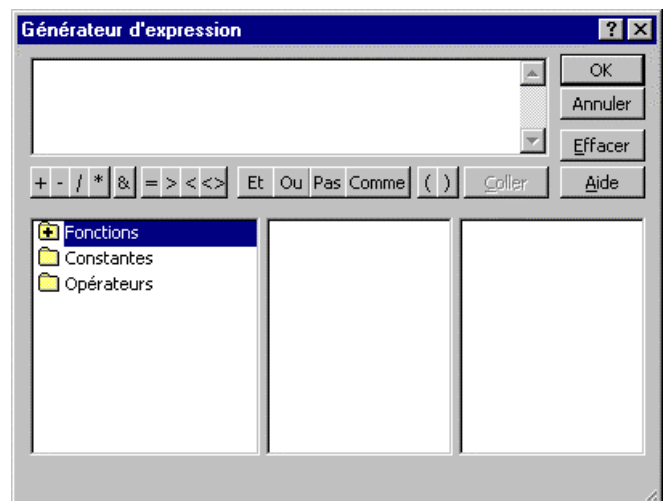 Générateur d'expression ? ×
OK
Annuler
Effacer
+ - / * & = > < <> Et Ou Pas Comme ( ) Coller Aide
Fonctions
Constantes
Opérateurs